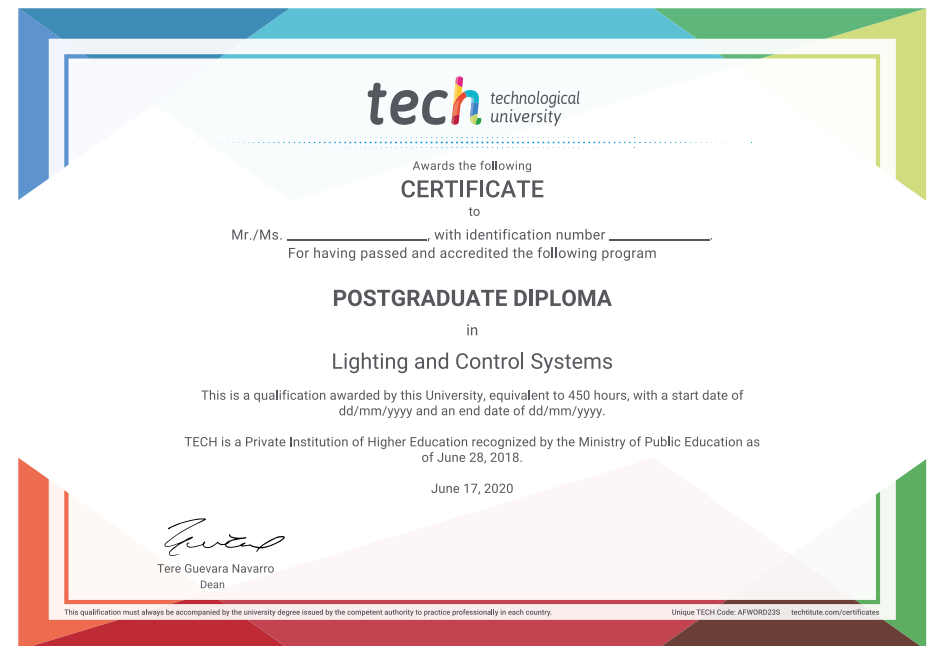 tech technological
university
Awards the following
CERTIFICATE
to
Mr./Ms. ____________________, with identification number ______________.
For having passed and accredited the following program
POSTGRADUATE DIPLOMA
in
Lighting and Control Systems
This is a qualification awarded by this University, equivalent to 450 hours, with a start date of
dd/mm/yyyy and an end date of dd/mm/yyyy.
TECH is a Private Institution of Higher Education recognized by the Ministry of Public Education as
of June 28, 2018.
June 17, 2020
Tere Guevara Navarro
Dean
This qualification must always be accompanied by the university degree issued by the competent authority to practice professionally in each country.
Unique TECH Code: AFWORD23S techtitute.com/certificates